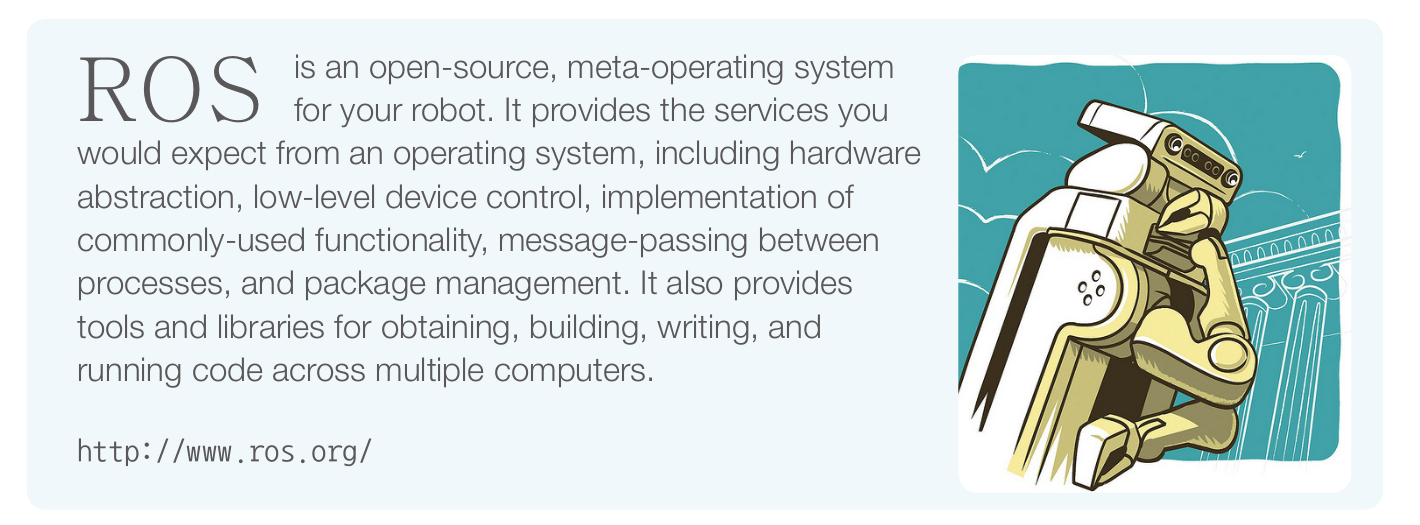 ROS is an open-source, meta-operating system
for your robot. It provides the services you
would expect from an operating system, including hardware
abstraction, low-level device control, implementation of
commonly-used functionality, message-passing between
processes, and package management. It also provides
tools and libraries for obtaining, building, writing, and
running code across multiple computers.
http://www.ros.org/